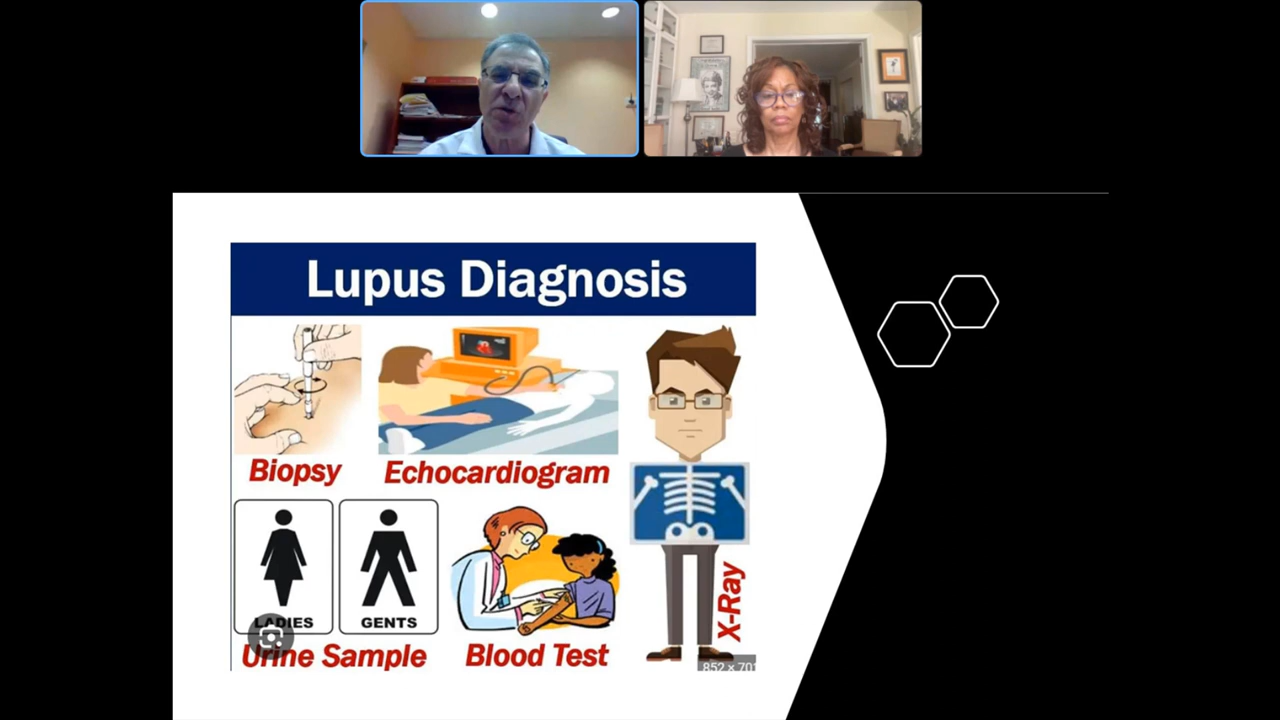 Lupus Diagnosis
Biopsy
Echocardiogram
LADIES
GENTS
X-Ray
Urine Sample
Blood Test
852 × 701